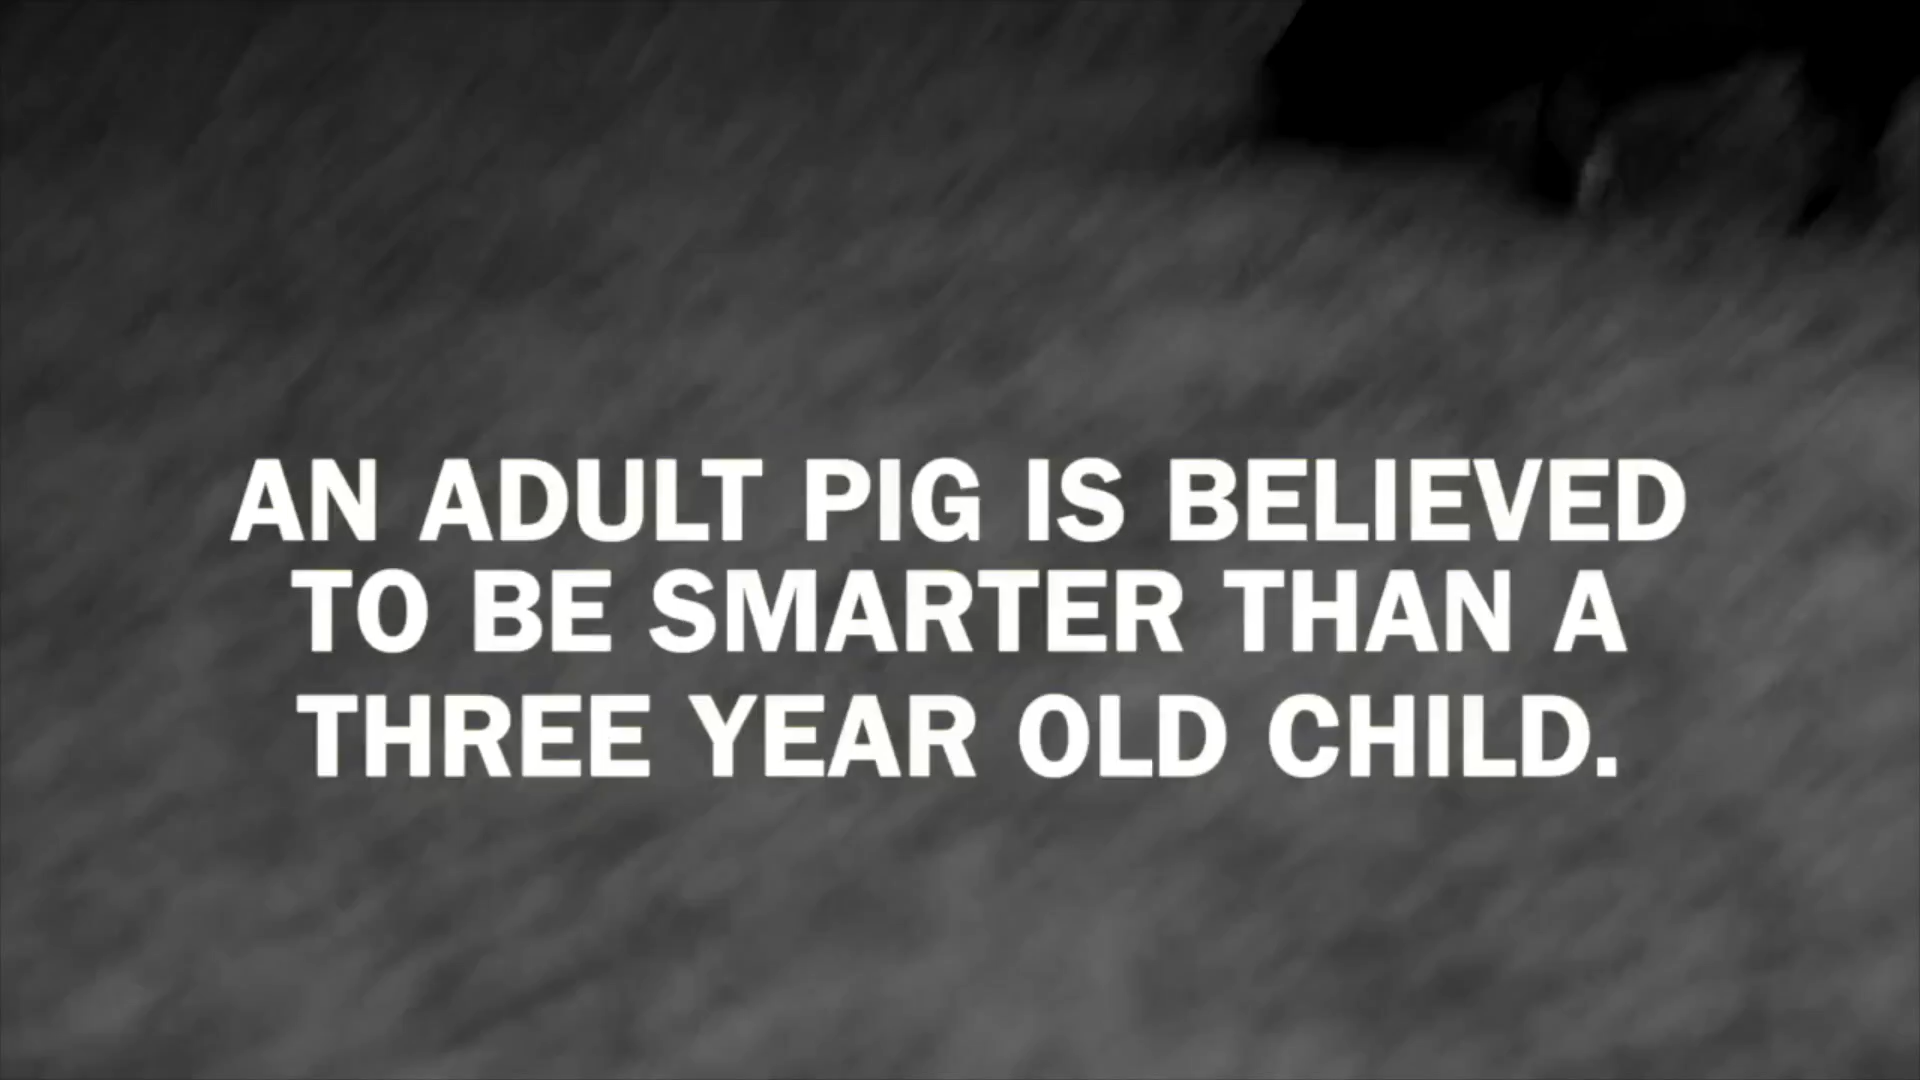 AN ADULT PIG IS BELIEVED
TO BE SMARTER THAN A
THREE YEAR OLD CHILD.